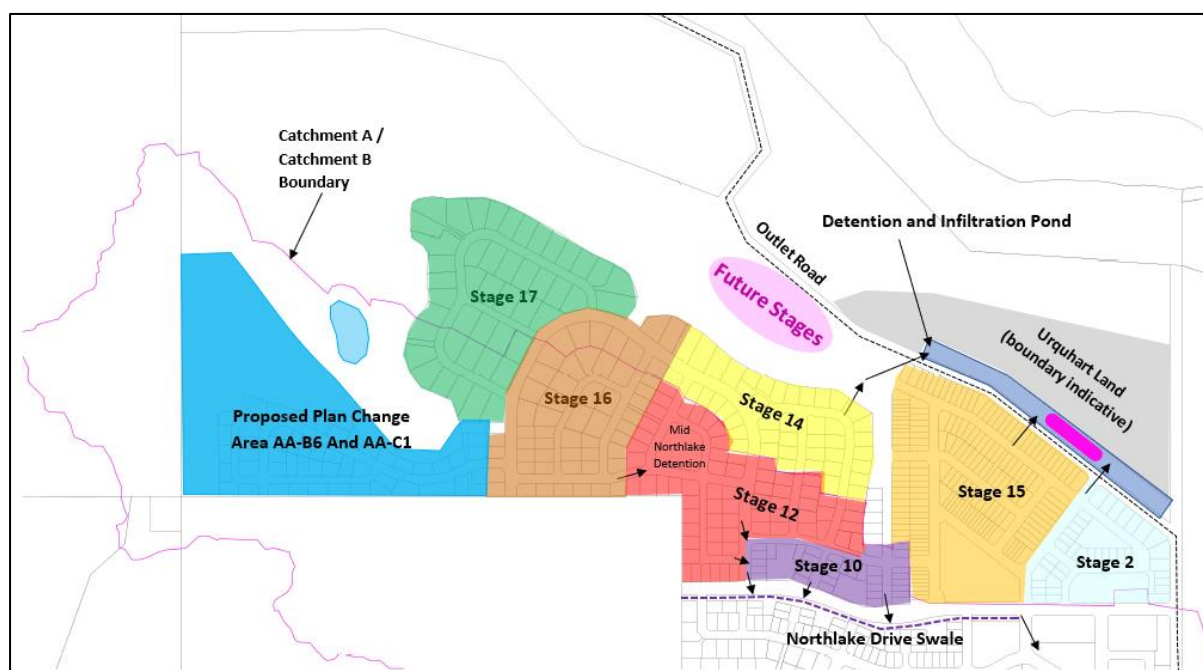 Catchment A /
Catchment B
Boundary
Detention and Infiltration Pond
Outlet Road
Future Stages
Urquhart Land
(boundary indicative)
Stage 17
Stage 16
Stage 14
Proposed Plan Change
Area AA-B6 And AA-C1
Mid
Northlake
Detention
Stage 12
Stage 15
Stage 10
Stage 2
Northlake Drive Swale